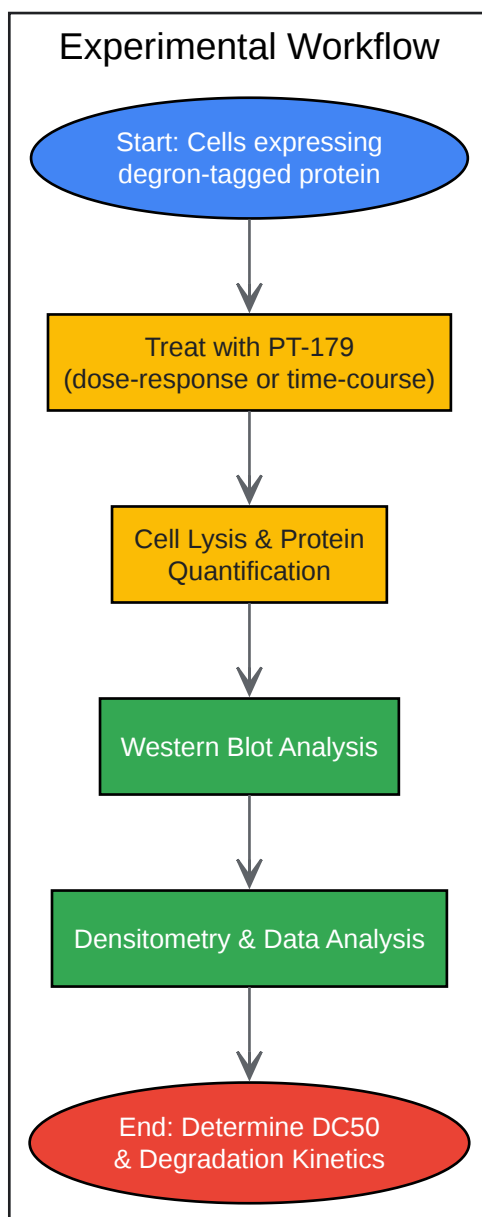 Experimental Workflow
Start: Cells expressing
degron-tagged protein
Treat with PT-179
(dose-response or time-course)
Cell Lysis & Protein
Quantification
Western Blot Analysis
Densitometry & Data Analysis
End: Determine DC50
& Degradation Kinetics